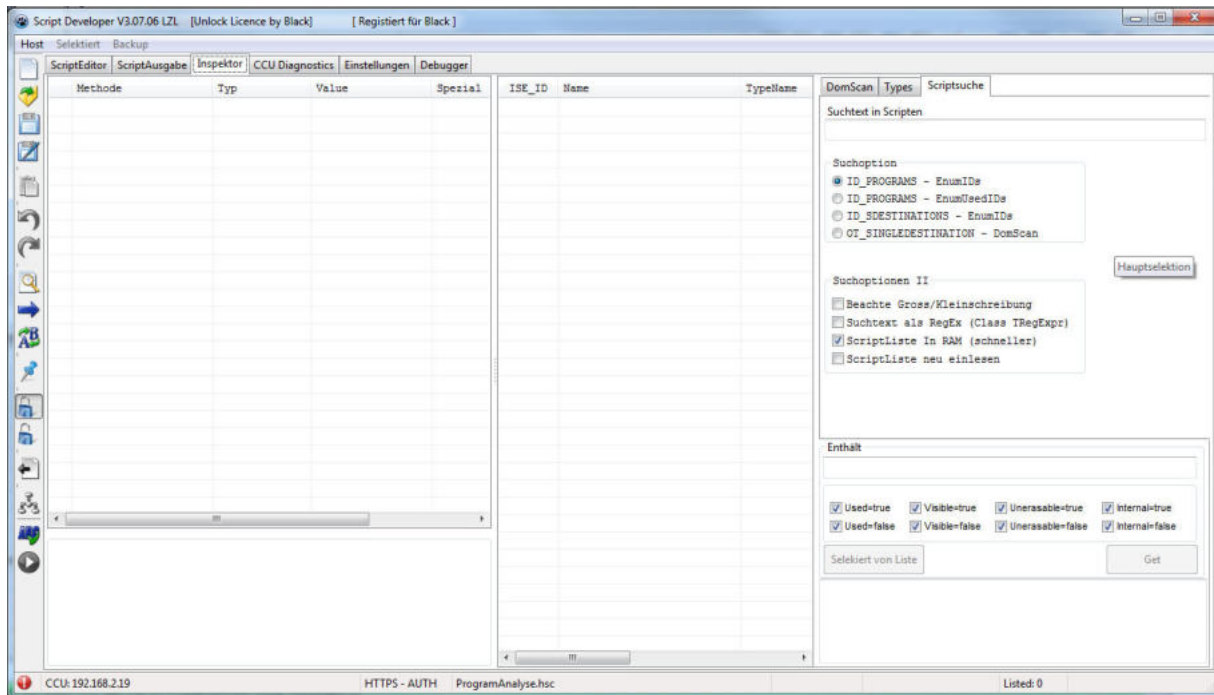 Script Developer V3.07.06 LZL [Unlock Licence by Black] [ Registiert für Black ]
Host Selektiert Backup
ScriptEditor ScriptAusgabe Inspektor CCU Diagnostics Einstellungen Debugger
Methode Typ Value Spezial
ISE_ID Name TypeName
DomScan Types Scriptsuche
Suchtext in Scripten
Suchoption
ID_PROGRAMS - EnumIDs
ID_PROGRAMS - EnumUsedIDs
ID_SDESTINATIONS - EnumIDs
OT_SINGLEDESTINATION - DomScan
Hauptselektion
Suchoptionen II
Beachte Gross/Kleinschreibung
Suchtext als RegEx (Class TRegExpr)
ScriptListe In RAM (schneller)
ScriptListe neu einlesen
Enthält
Used=true Visible=true Unerasable=true Internal=true
Used=false Visible=false Unerasable=false Internal=false
Selekiert von Liste Get
CCU: 192.168.2.19 HTTPS - AUTH ProgramAnalyse.hsc Listed: 0